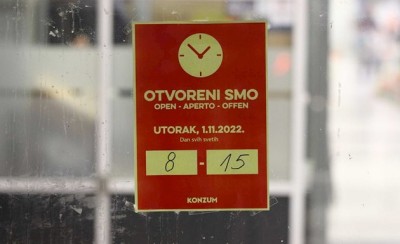 OTVORENI SMO
OPEN - APERTO - OFFEN
UTORAK, 1.11.2022.
Dan svih svetih
8 - 15
KONZUM